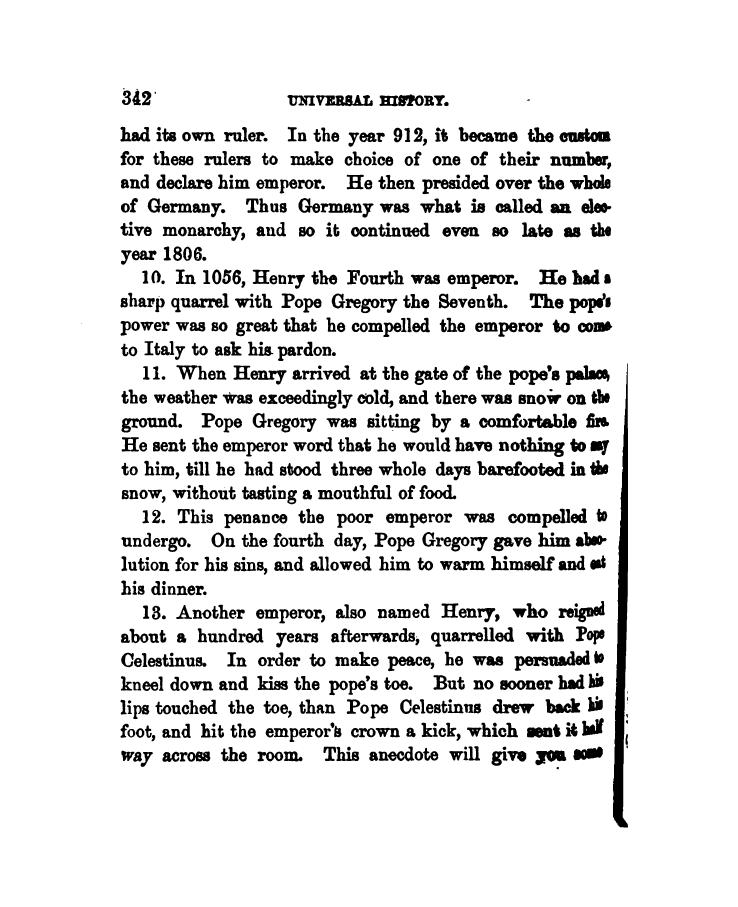 342 UNIVERSAL HISTORY.
had its own ruler. In the year 912, it became the custom
for these rulers to make choice of one of their number,
and declare him emperor. He then presided over the whole
of Germany. Thus Germany was what is called an elec-
tive monarchy, and so it continued even so late as the
year 1806.
10. In 1056, Henry the Fourth was emperor. He had a
sharp quarrel with Pope Gregory the Seventh. The pope's
power was so great that he compelled the emperor to come
to Italy to ask his pardon.
11. When Henry arrived at the gate of the pope's palace,
the weather was exceedingly cold, and there was snow on the
ground. Pope Gregory was sitting by a comfortable fire.
He sent the emperor word that he would have nothing to say
to him, till he had stood three whole days barefooted in the
snow, without tasting a mouthful of food.
12. This penance the poor emperor was compelled to
undergo. On the fourth day, Pope Gregory gave him abso-
lution for his sins, and allowed him to warm himself and eat
his dinner.
13. Another emperor, also named Henry, who reigned
about a hundred years afterwards, quarrelled with Pope
Celestinus. In order to make peace, he was persuaded to
kneel down and kiss the pope's toe. But no sooner had his
lips touched the toe, than Pope Celestinus drew back his
foot, and hit the emperor's crown a kick, which sent it half
way across the room. This anecdote will give you some